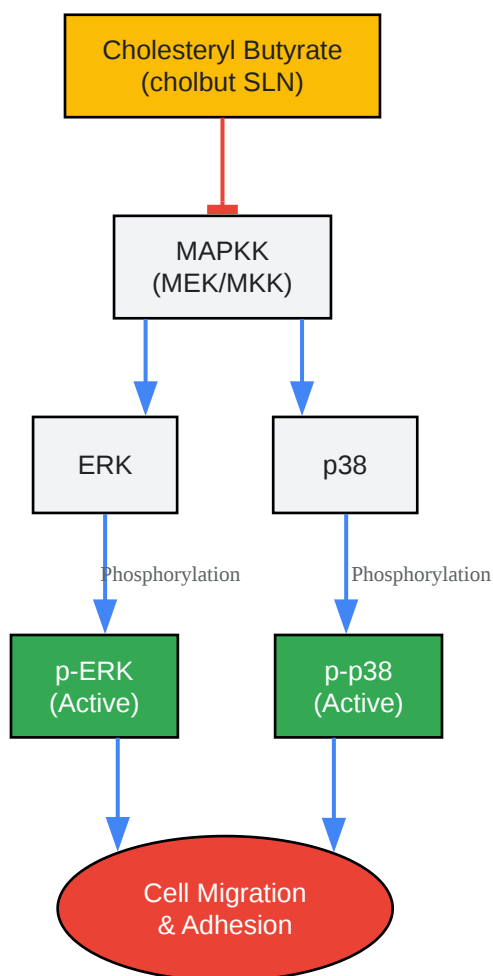 Cholesteryl Butyrate
(cholbut SLN)
MAPKK
(MEK/MKK)
ERK
p38
Phosphorylation
Phosphorylation
p-ERK
(Active)
p-p38
(Active)
Cell Migration
& Adhesion